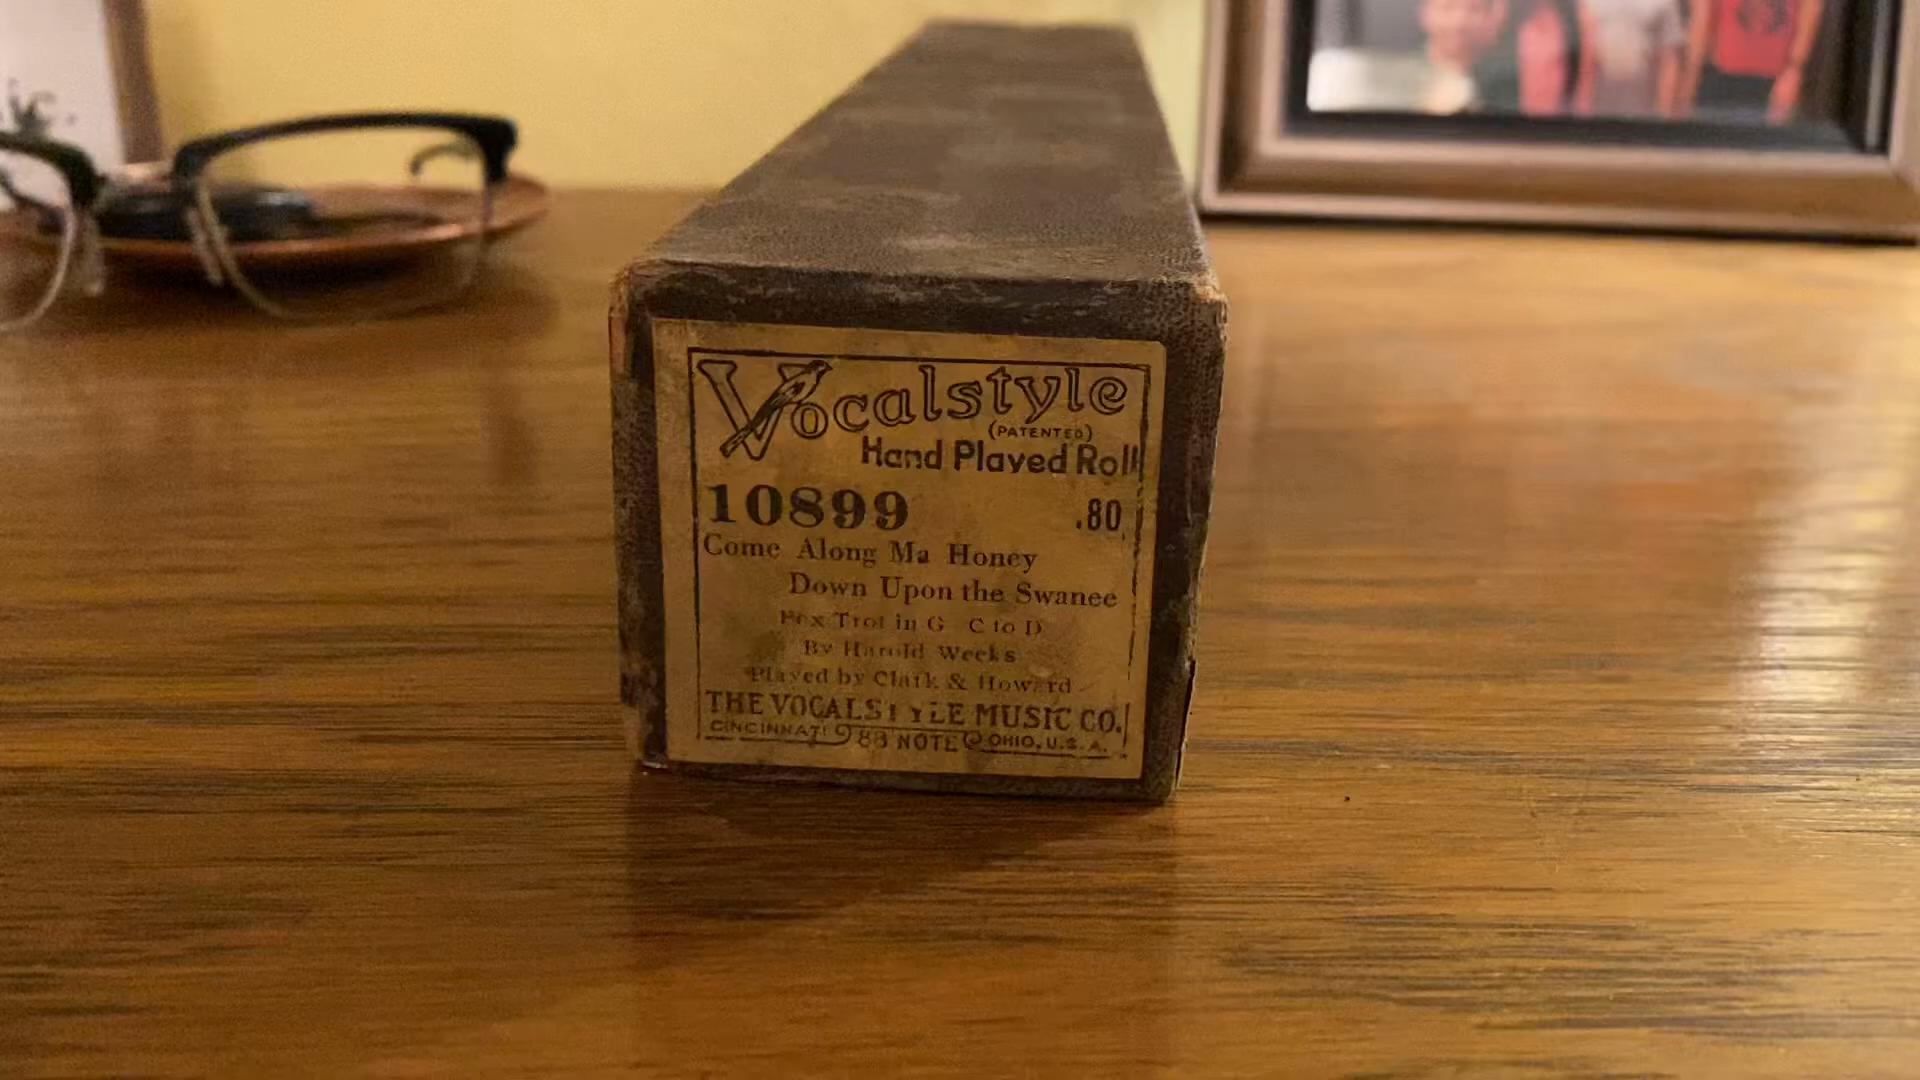 Vocalstyle
(PATENTED)
Hand Played Roll
10899 .80
Come Along Ma Honey
Down Upon the Swanee
Fox Trot in G C to D
By Harold Weeks
Played by Clark & Howard
THE VOCALSTYLE MUSIC CO.
CINCINNATI 88 NOTE OHIO, U.S.A.